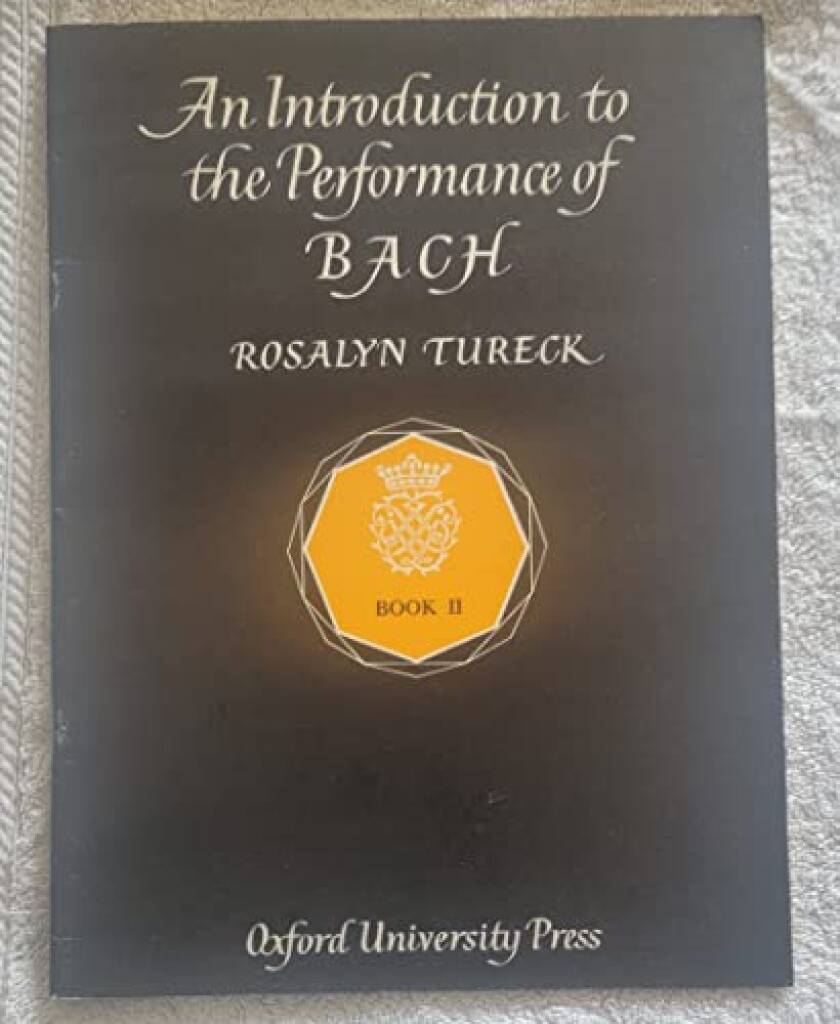 An Introduction to
the Performance of
BACH
ROSALYN TURECK
BOOK II
Oxford University Press